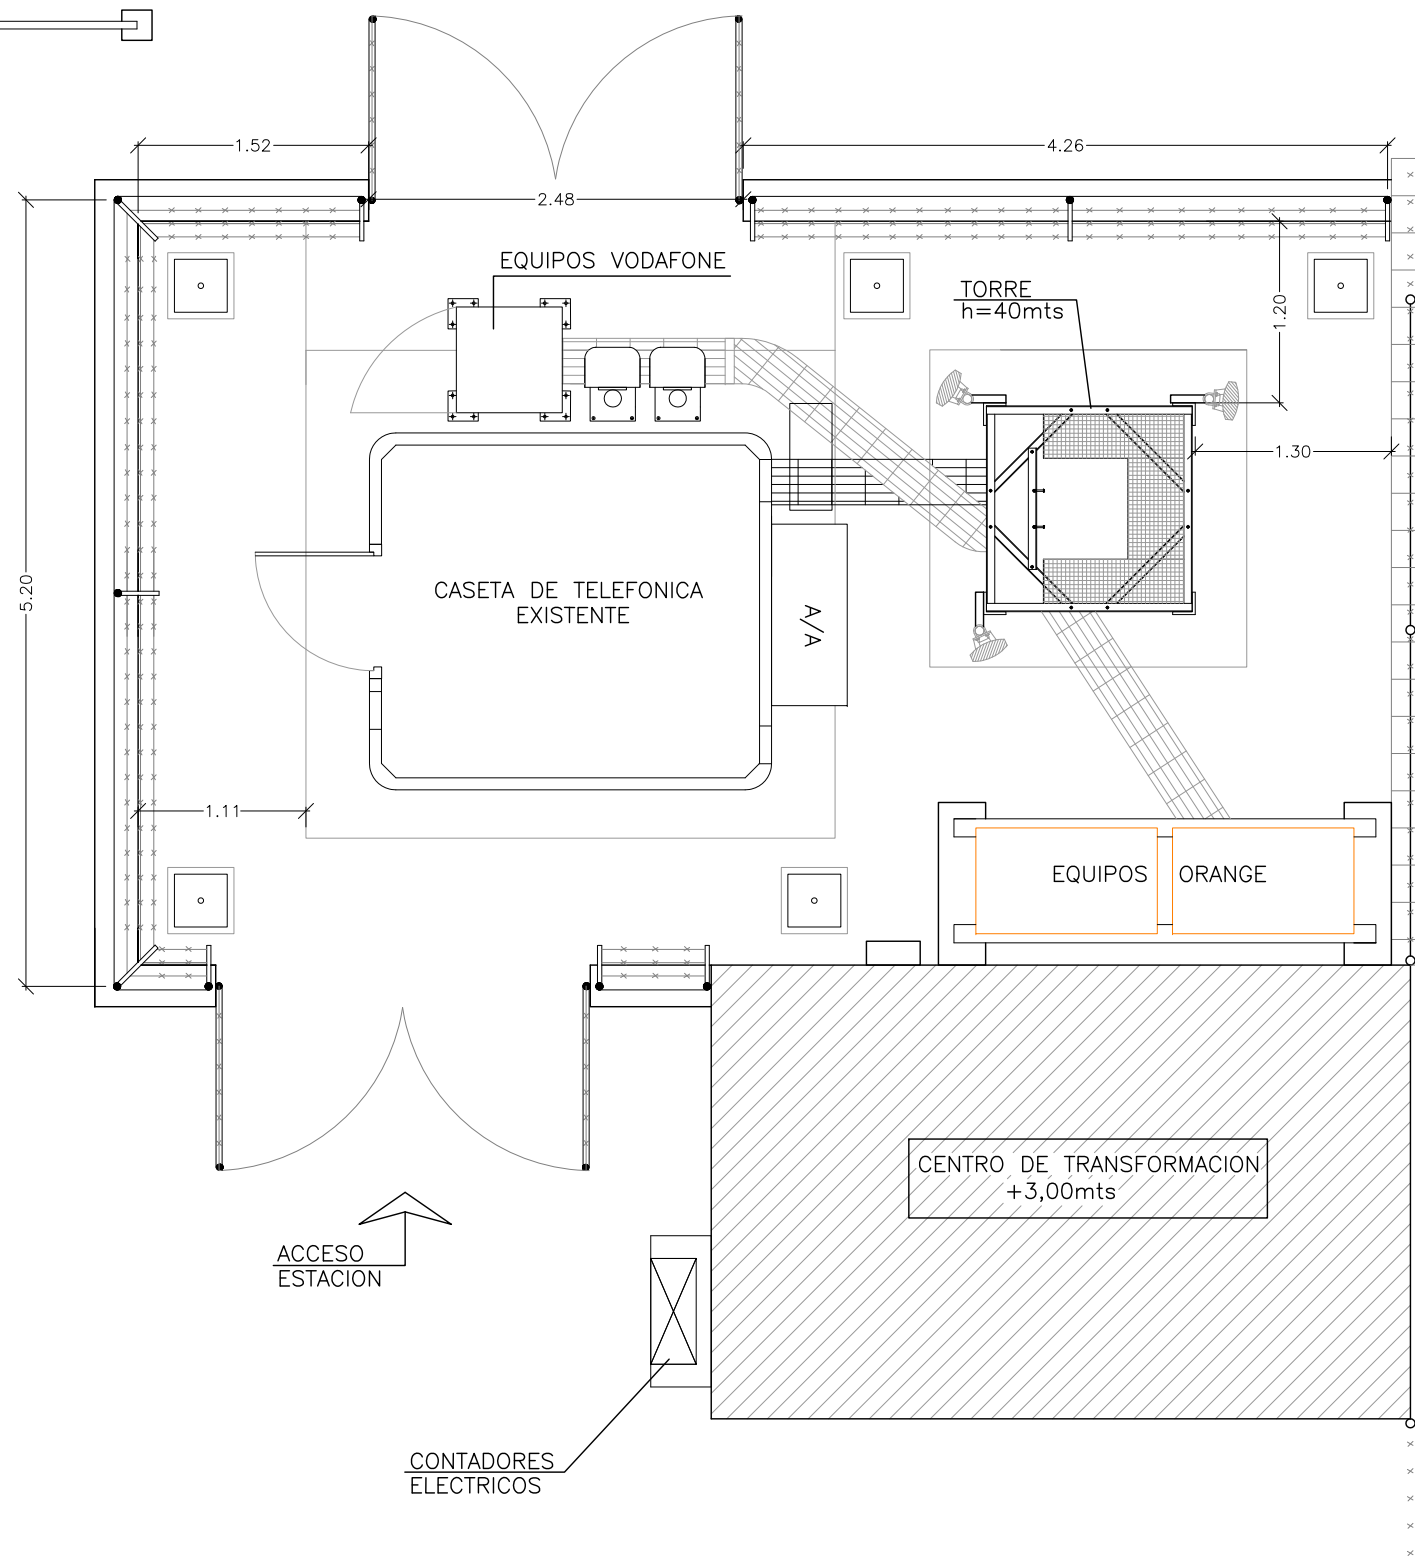 1.52
4.26
2.48
EQUIPOS VODAFONE
TORRE
h=40mts
1.20
1.30
5.20
CASETA DE TELEFONICA
EXISTENTE
A/A
1.11
EQUIPOS ORANGE
CENTRO DE TRANSFORMACION
+3,00mts
ACCESO
ESTACION
CONTADORES
ELECTRICOS